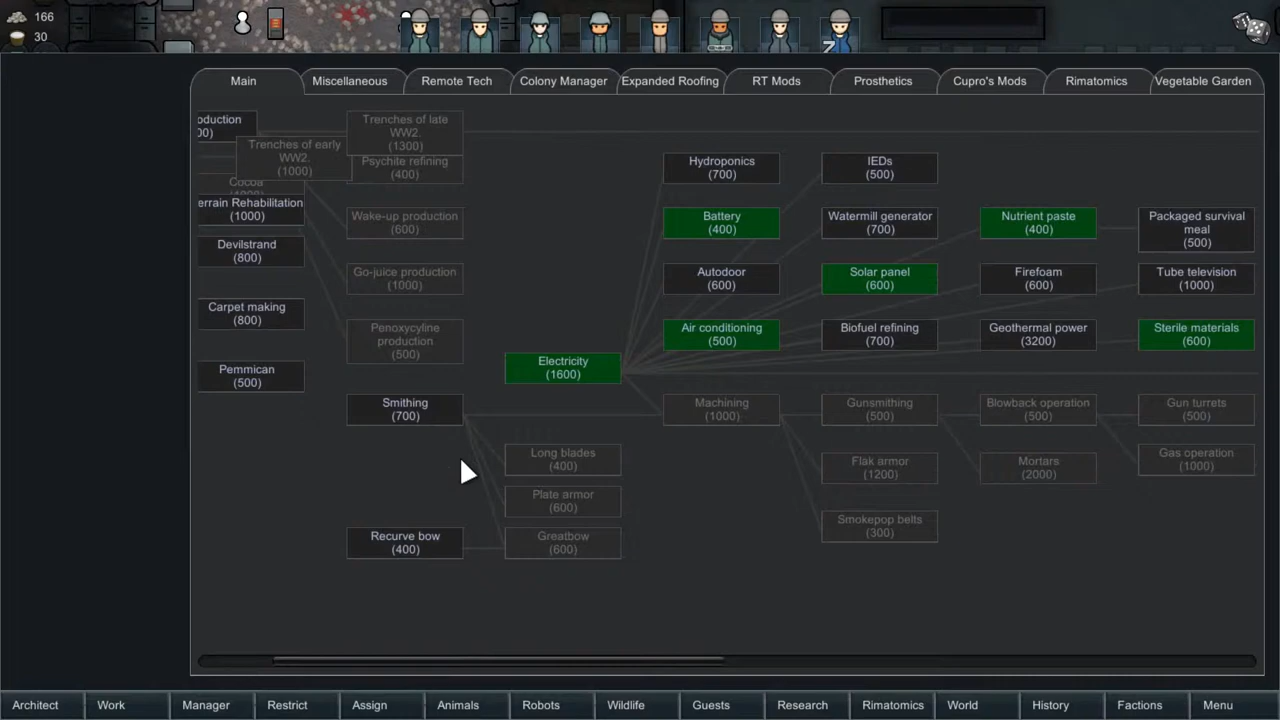 166
30
Main
Miscellaneous
Remote Tech
Colony Manager
Expanded Roofing
RT Mods
Prosthetics
Cupro's Mods
Rimatomics
Vegetable Garden
oduction
00)
Trenches of early
WW2.
(1000)
Trenches of late
WW2.
(1300)
Psychite refining
(400)
Cocoa
errain Rehabilitation
(1000)
Devilstrand
(800)
Carpet making
(800)
Pemmican
(500)
Wake-up production
(600)
Go-juice production
(1000)
Penoxycyline
production
(500)
Smithing
(700)
Recurve bow
(400)
Electricity
(1600)
Long blades
(400)
Plate armor
(600)
Greatbow
(600)
Hydroponics
(700)
Battery
(400)
Autodoor
(600)
Air conditioning
(500)
Machining
(1000)
IEDs
(500)
Watermill generator
(700)
Solar panel
(600)
Biofuel refining
(700)
Gunsmithing
(500)
Flak armor
(1200)
Smokepop belts
(300)
Nutrient paste
(400)
Firefoam
(600)
Geothermal power
(3200)
Blowback operation
(500)
Mortars
(2000)
Packaged survival
meal
(500)
Tube television
(1000)
Sterile materials
(600)
Gun turrets
(500)
Gas operation
(1000)
Z
Architect
Work
Manager
Restrict
Assign
Animals
Robots
Wildlife
Guests
Research
Rimatomics
World
History
Factions
Menu